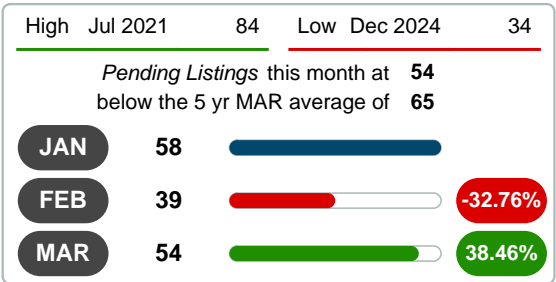 High Jul 2021 84 Low Dec 2024 34
Pending Listings this month at 54
below the 5 yr MAR average of 65
JAN 58
FEB 39 -32.76%
MAR 54 38.46%